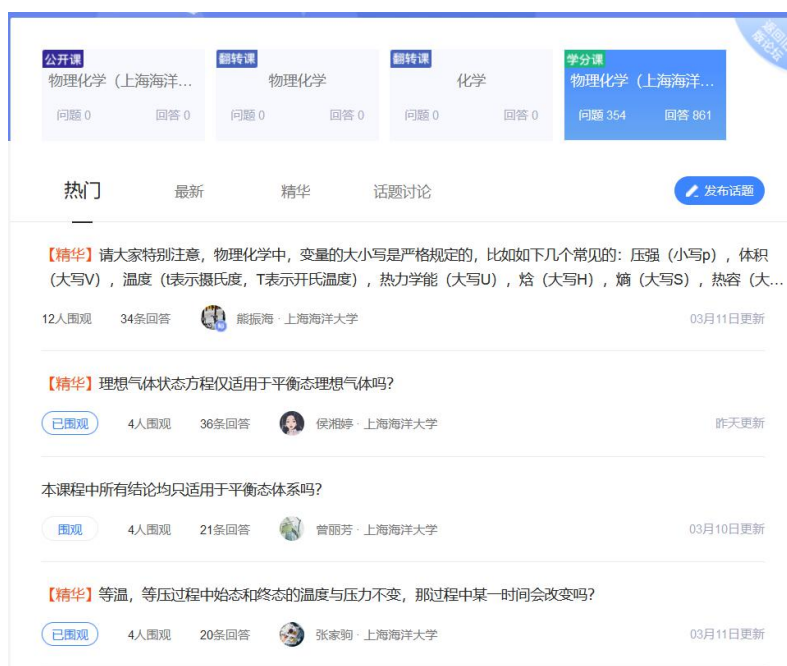 返回旧
版论坛
公开课
物理化学（上海海洋...
问题 0 回答 0
翻转课
物理化学
问题 0 回答 0
翻转课
化学
问题 0 回答 0
学分课
物理化学（上海海洋...
问题 354 回答 861
热门 最新 精华 话题讨论 发布话题
【精华】请大家特别注意，物理化学中，变量的大小写是严格规定的，比如如下几个常见的：压强（小写p），体积
（大写V），温度（t表示摄氏度，T表示开氏温度），热力学能（大写U），焓（大写H），熵（大写S），热容（大...
12人围观 34条回答 熊振海 · 上海海洋大学 03月11日更新
【精华】理想气体状态方程仅适用于平衡态理想气体吗？
已围观 4人围观 36条回答 侯湘婷 · 上海海洋大学 昨天更新
本课程中所有结论均只适用于平衡态体系吗？
围观 4人围观 21条回答 曾丽芳 · 上海海洋大学 03月10日更新
【精华】等温，等压过程中始态和终态的温度与压力不变，那过程中某一时间会改变吗？
已围观 4人围观 20条回答 张家驹 · 上海海洋大学 03月11日更新